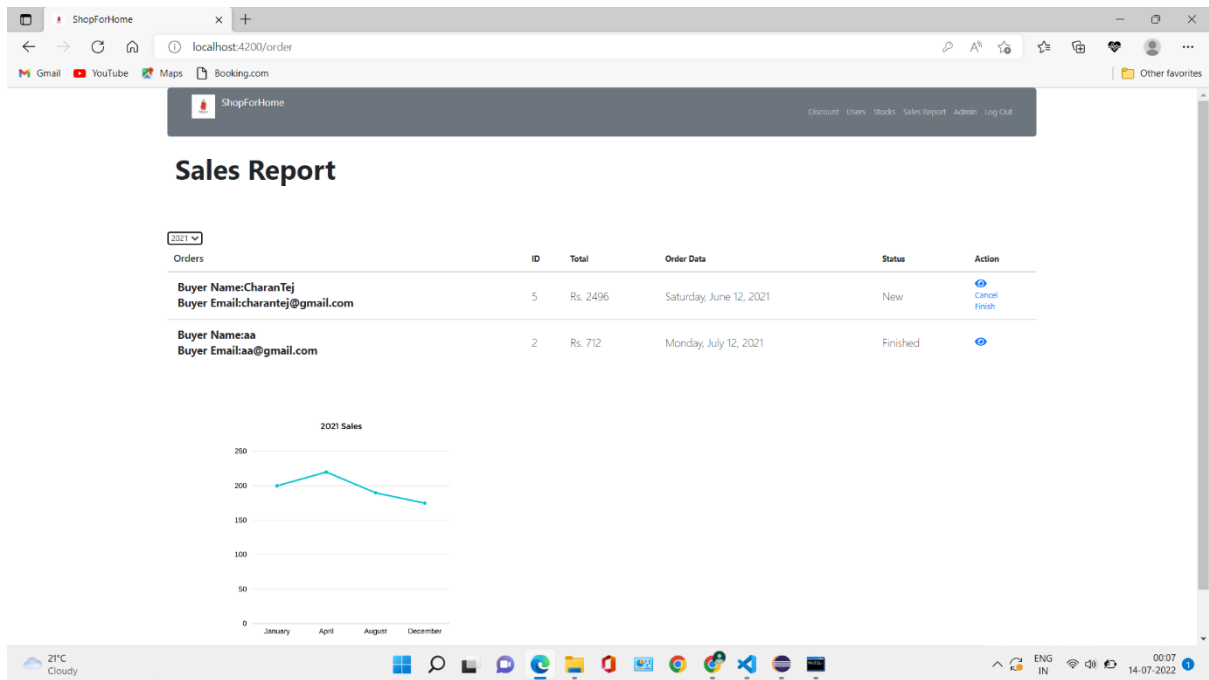 ShopForHome
localhost:4200/order
Gmail YouTube Maps Booking.com Other favorites
ShopForHome
Discount Users Stocks Sales Report Admin Log Out
Sales Report
2021
Orders ID Total Order Data Status Action
Buyer Name:CharanTej
Buyer Email:charantej@gmail.com
5 Rs. 2496 Saturday, June 12, 2021 New
Cancel
Finish
Buyer Name:aa
Buyer Email:aa@gmail.com
2 Rs. 712 Monday, July 12, 2021 Finished
2021 Sales
250
200
150
100
50
0
January April August December
21°C
Cloudy
ENG
IN
00:07
14-07-2022
1